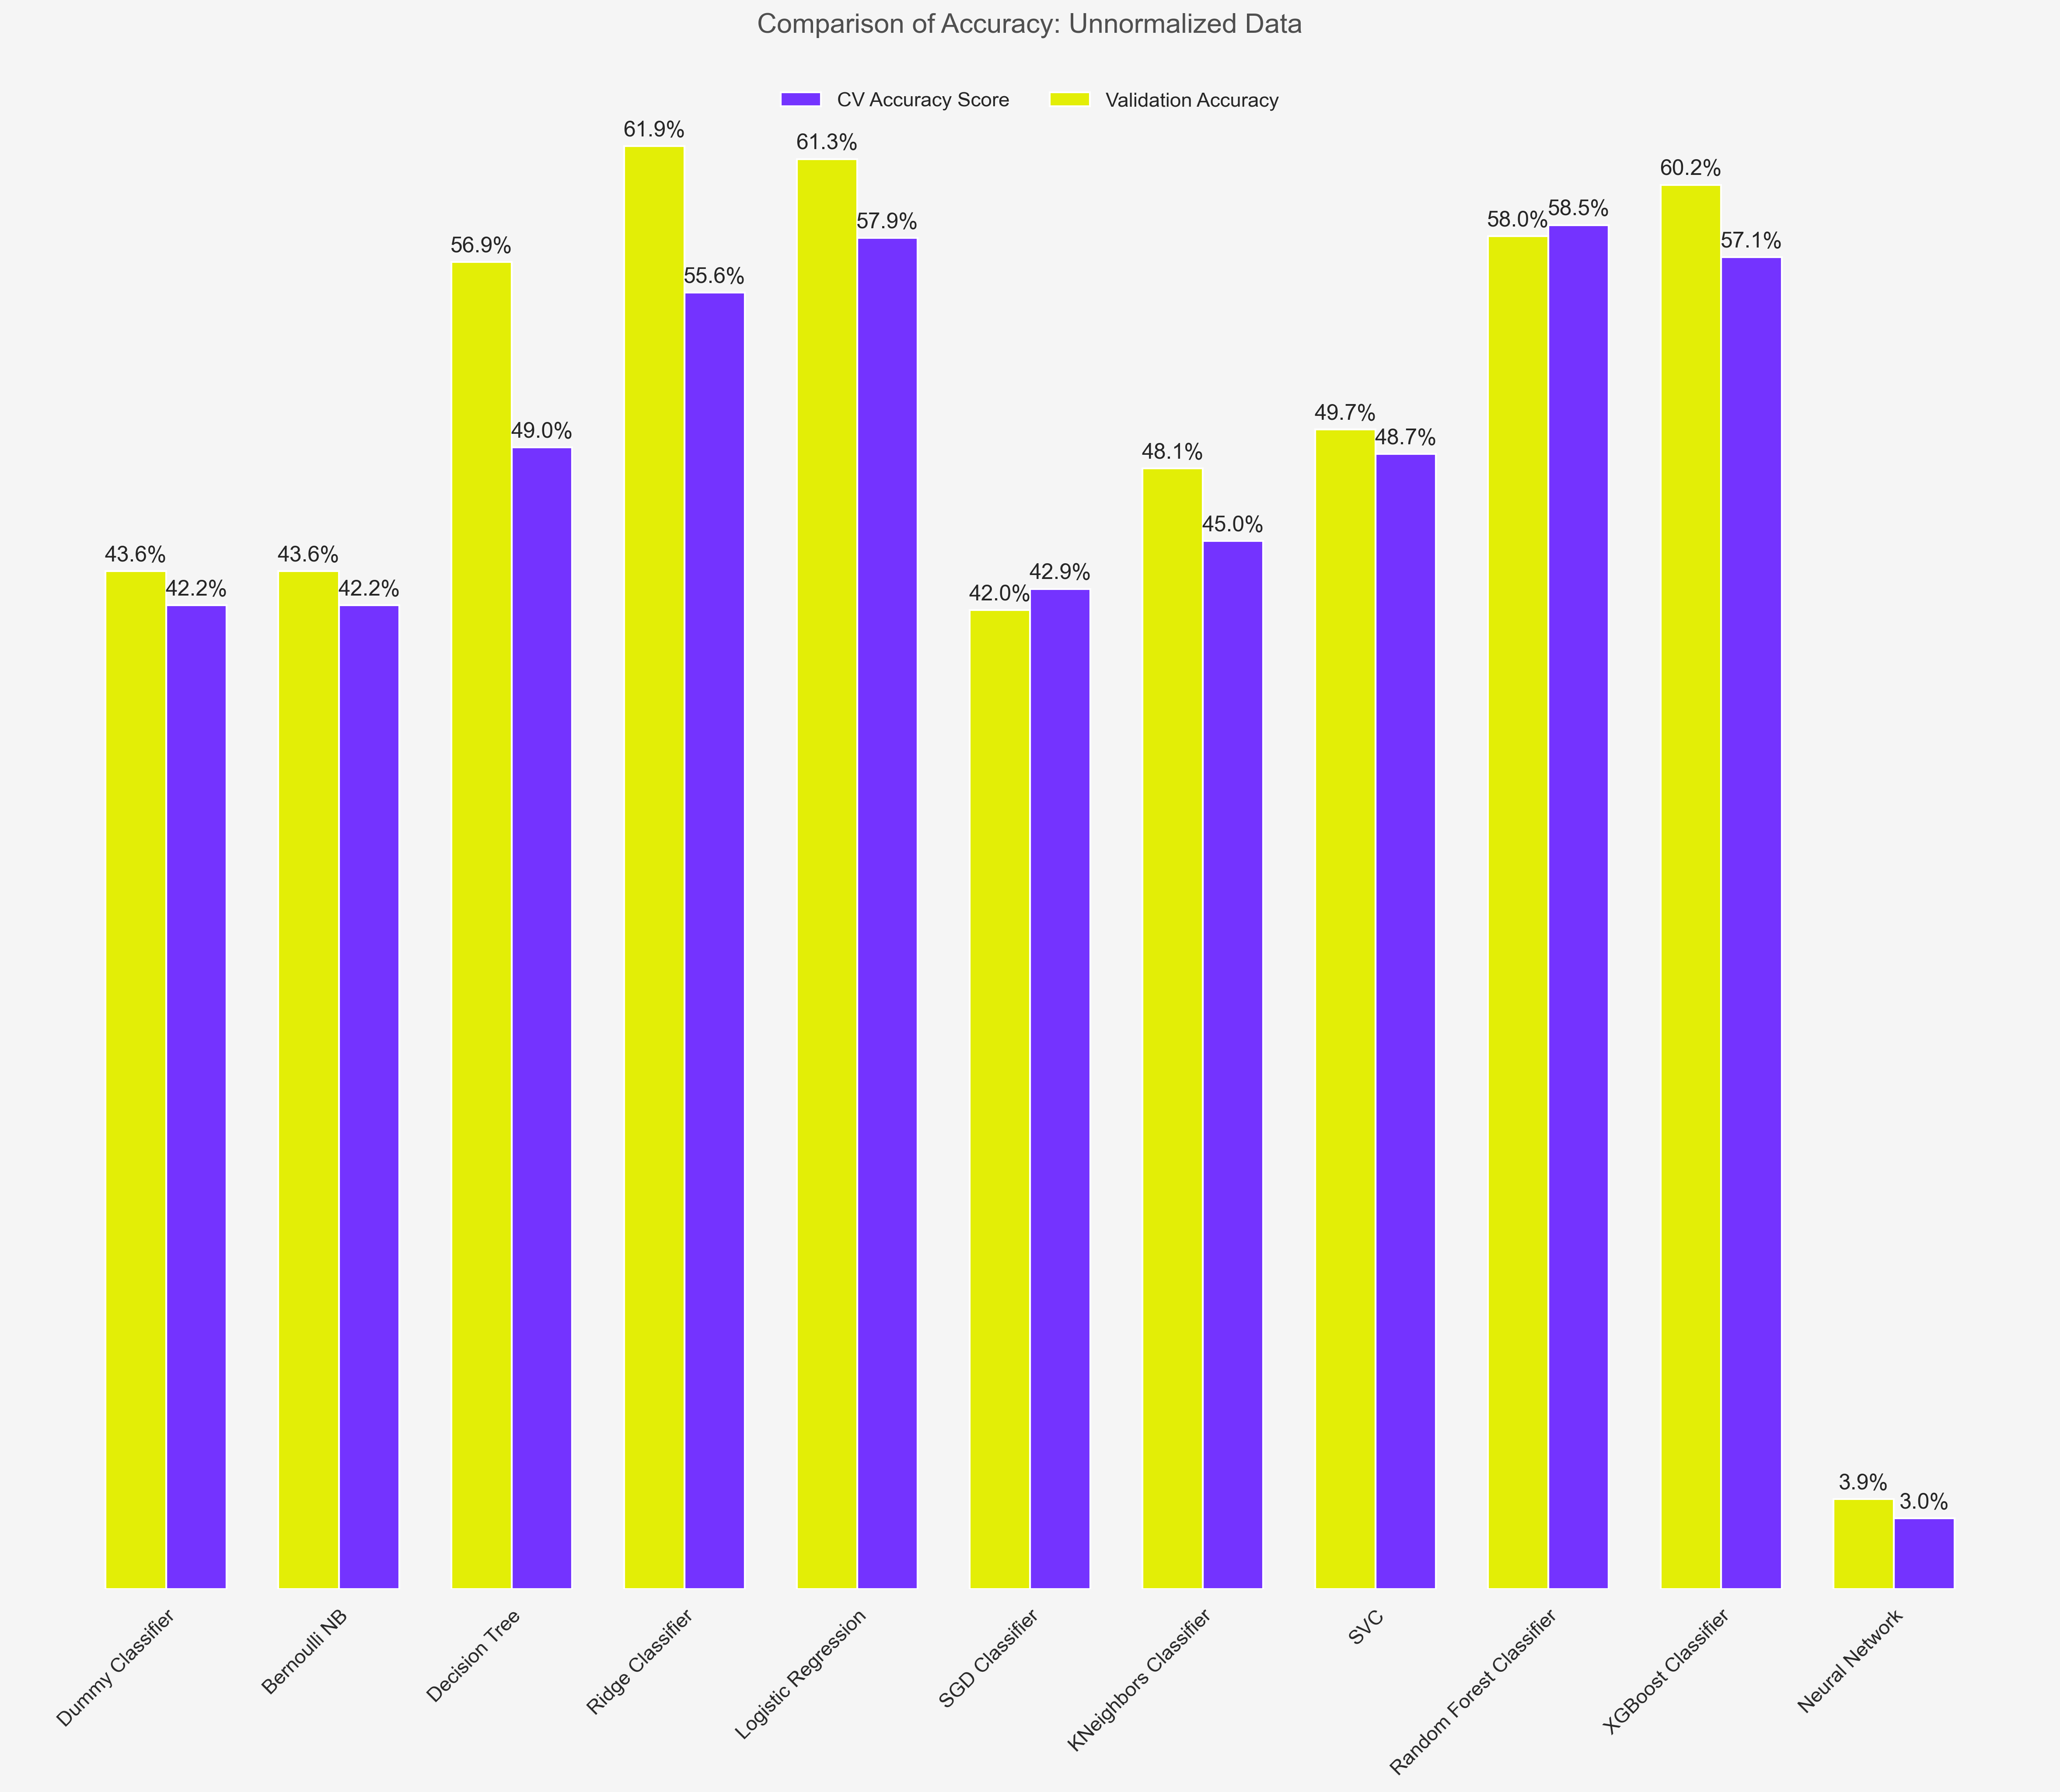 Comparison of Accuracy: Unnormalized Data
CV Accuracy Score
Validation Accuracy
43.6%
42.2%
43.6%
42.2%
56.9%
49.0%
61.9%
55.6%
61.3%
57.9%
42.0%
42.9%
48.1%
45.0%
49.7%
48.7%
58.0%
58.5%
60.2%
57.1%
3.9%
3.0%
Dummy Classifier
Bernoulli NB
Decision Tree
Ridge Classifier
Logistic Regression
SGD Classifier
KNeighbors Classifier
SVC
Random Forest Classifier
XGBoost Classifier
Neural Network